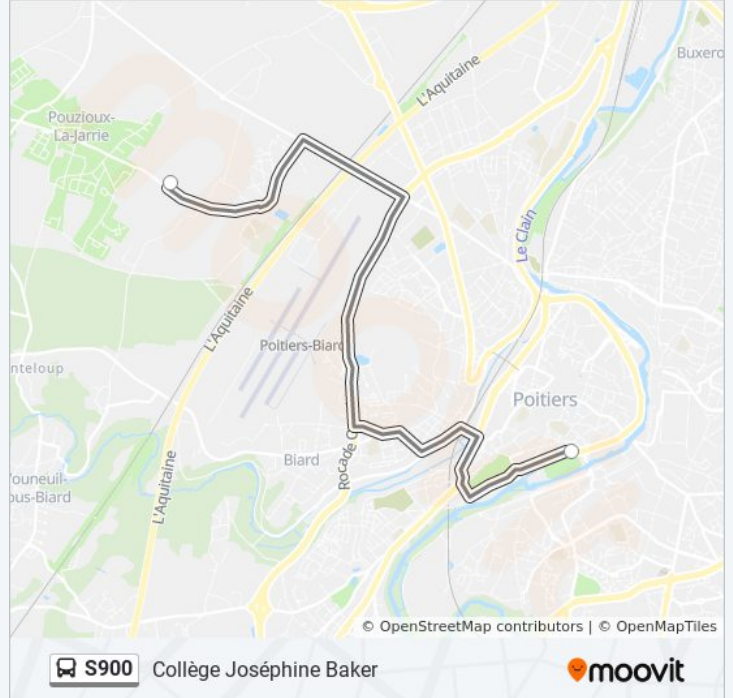 Buxero
L'Aquitaine
Pouzioux-
La-Jarrie
Le Clain
L'Aquitaine
Poitiers-Biard
nteloup
Poitiers
Rocade O
Biard
L'Aquitaine
'ouneuil-
ous-Biard
© OpenStreetMap contributors | © OpenMapTiles
S900 Collège Joséphine Baker moovit